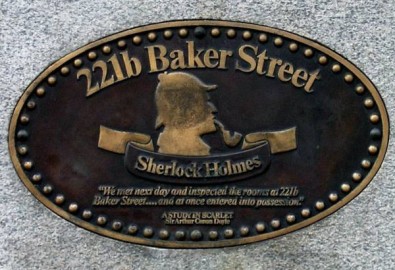 221b Baker Street
Sherlock Holmes
"We met next day and inspected the rooms at 221b
Baker Street.... and at once entered into possession."
A STUDY IN SCARLET
Sir Arthur Conan Doyle